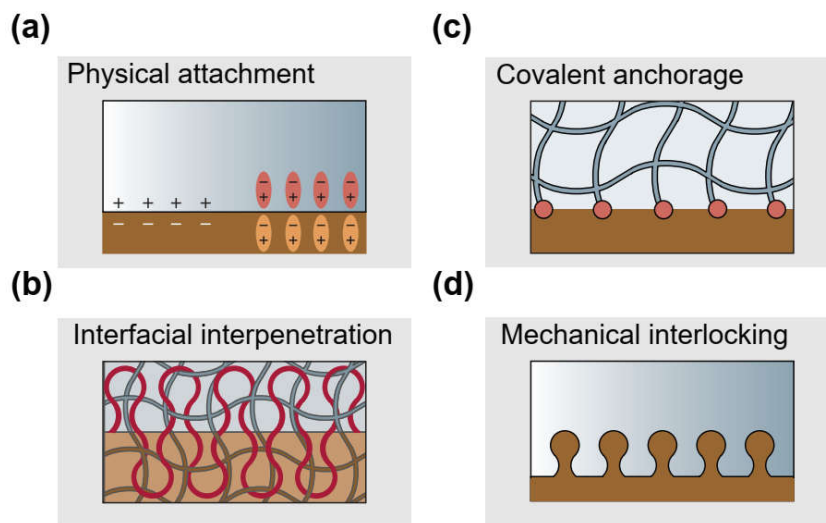 (a)
Physical attachment
+ + + +
− − − −
− − − −
+ + + +
− − − −
+ + + +
(b)
Interfacial interpenetration
(c)
Covalent anchorage
(d)
Mechanical interlocking